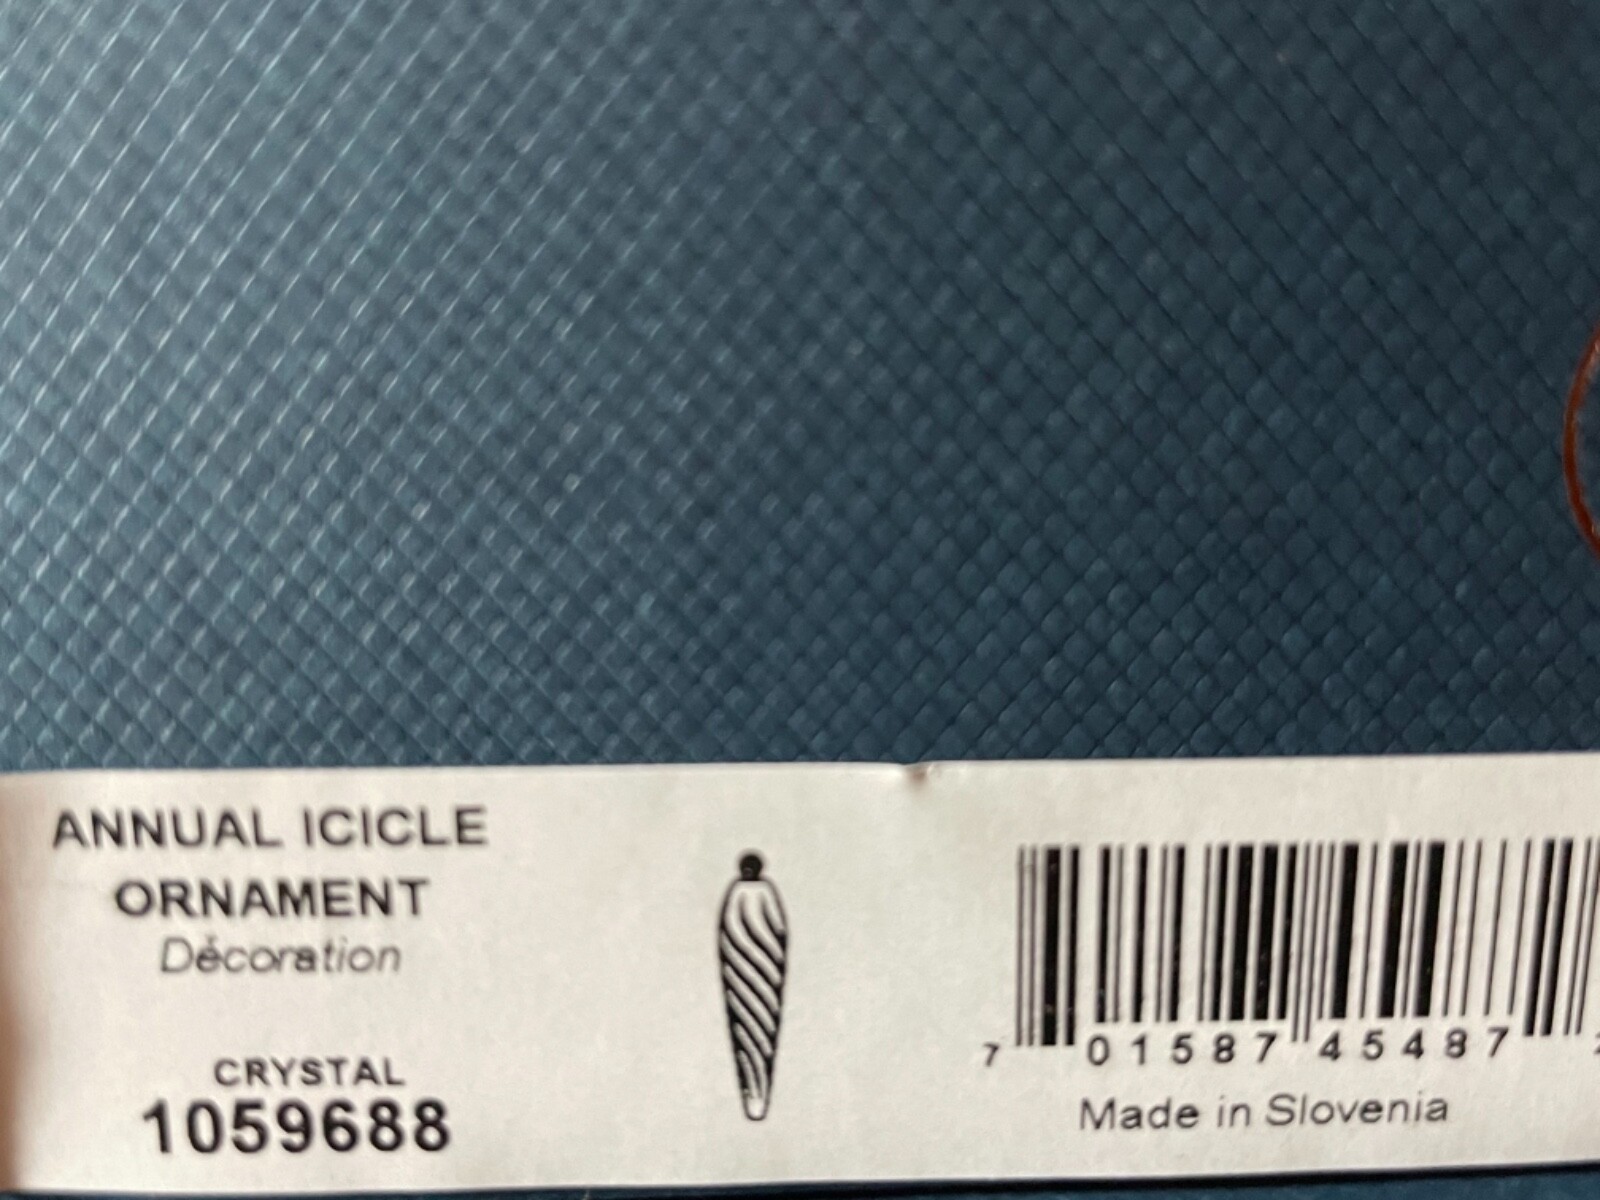 ANNUAL ICICLE
ORNAMENT
Décoration
CRYSTAL
1059688
7 01587 45487
Made in Slovenia